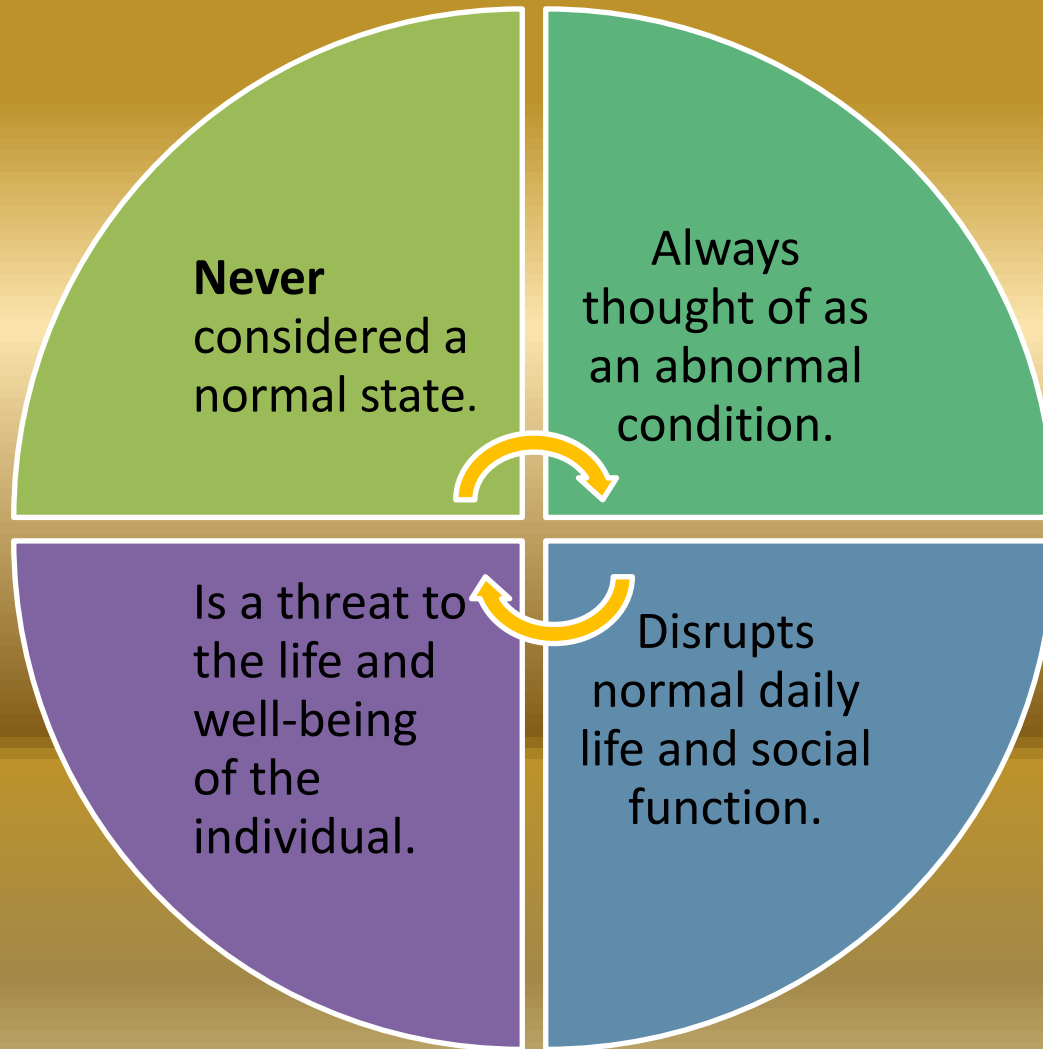 Never
considered a
normal state.
Always
thought of as
an abnormal
condition.
Is a threat to
the life and
well-being
of the
individual.
Disrupts
normal daily
life and social
function.